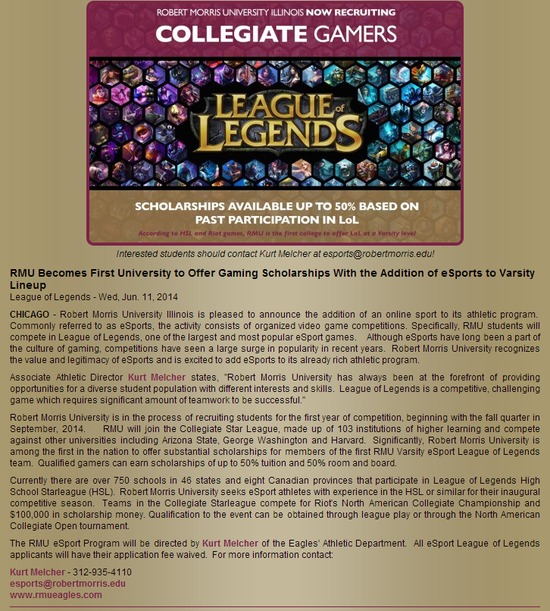 ROBERT MORRIS UNIVERSITY ILLINOIS NOW RECRUITING
COLLEGIATE GAMERS
LEAGUE of
LEGENDS
SCHOLARSHIPS AVAILABLE UP TO 50% BASED ON
PAST PARTICIPATION IN LoL
According to HSL and Riot games, RMU is the first college to offer LoL at a Varsity level
Interested students should contact Kurt Melcher at esports@robertmorris.edu!
RMU Becomes First University to Offer Gaming Scholarships With the Addition of eSports to Varsity
Lineup
League of Legends - Wed, Jun. 11, 2014
CHICAGO - Robert Morris University Illinois is pleased to announce the addition of an online sport to its athletic program.
Commonly referred to as eSports, the activity consists of organized video game competitions. Specifically, RMU students will
compete in League of Legends, one of the largest and most popular eSport games. Although eSports have long been a part of
the culture of gaming, competitions have seen a large surge in popularity in recent years. Robert Morris University recognizes
the value and legitimacy of eSports and is excited to add eSports to its already rich athletic program.
Associate Athletic Director Kurt Melcher states, "Robert Morris University has always been at the forefront of providing
opportunities for a diverse student population with different interests and skills. League of Legends is a competitive, challenging
game which requires significant amount of teamwork to be successful."
Robert Morris University is in the process of recruiting students for the first year of competition, beginning with the fall quarter in
September, 2014. RMU will join the Collegiate Star League, made up of 103 institutions of higher learning and compete
against other universities including Arizona State, George Washington and Harvard. Significantly, Robert Morris University is
among the first in the nation to offer substantial scholarships for members of the first RMU Varsity eSport League of Legends
team. Qualified gamers can earn scholarships of up to 50% tuition and 50% room and board.
Currently there are over 750 schools in 46 states and eight Canadian provinces that participate in League of Legends High
School Starleague (HSL). Robert Morris University seeks eSport athletes with experience in the HSL or similar for their inaugural
competitive season. Teams in the Collegiate Starleague compete for Riot's North American Collegiate Championship and
$100,000 in scholarship money. Qualification to the event can be obtained through league play or through the North American
Collegiate Open tournament.
The RMU eSport Program will be directed by Kurt Melcher of the Eagles' Athletic Department. All eSport League of Legends
applicants will have their application fee waived. For more information contact:
Kurt Melcher - 312-935-4110
esports@robertmorris.edu
www.rmueagles.com